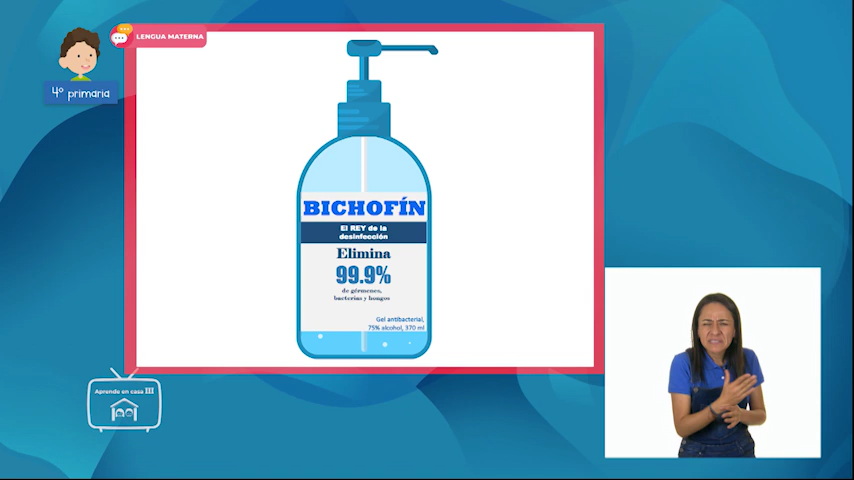 LENGUA MATERNA
4º primaria
BICHOFÍN
El REY de la
desinfección
Elimina
99.9%
de gérmenes,
bacterias y hongos
Gel antibacterial,
75% alcohol, 370 ml
Aprende en casa III